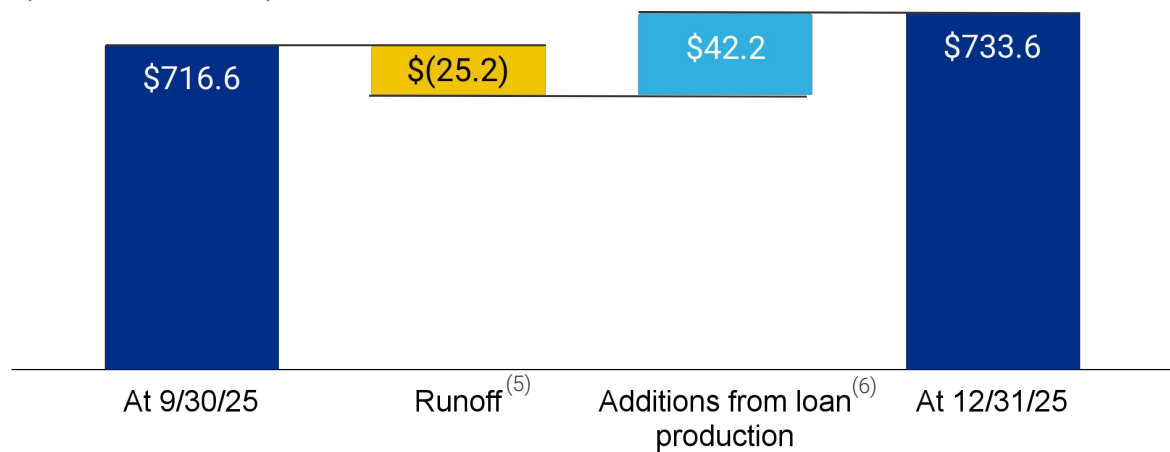 $716.6
$(25.2)
$42.2
$733.6
At 9/30/25
Runoff(5)
Additions from loan(6)
production
At 12/31/25